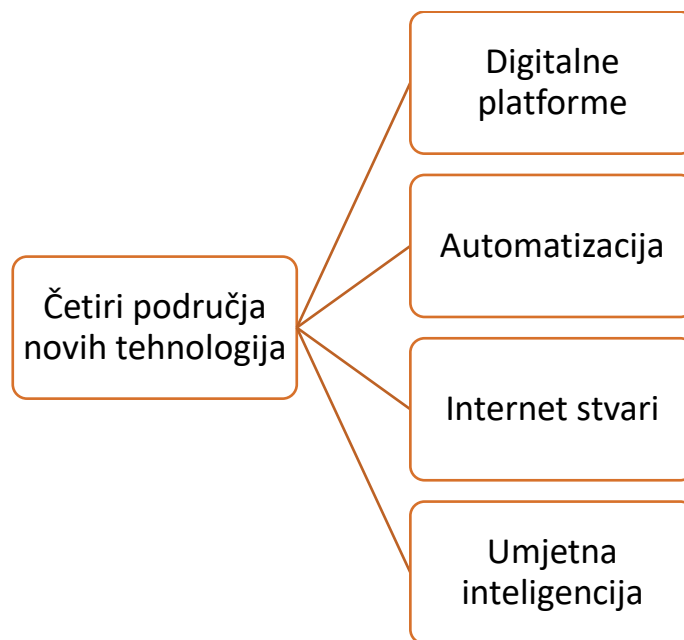 Četiri područja
novih tehnologija
Digitalne
platforme
Automatizacija
Internet stvari
Umjetna
inteligencija